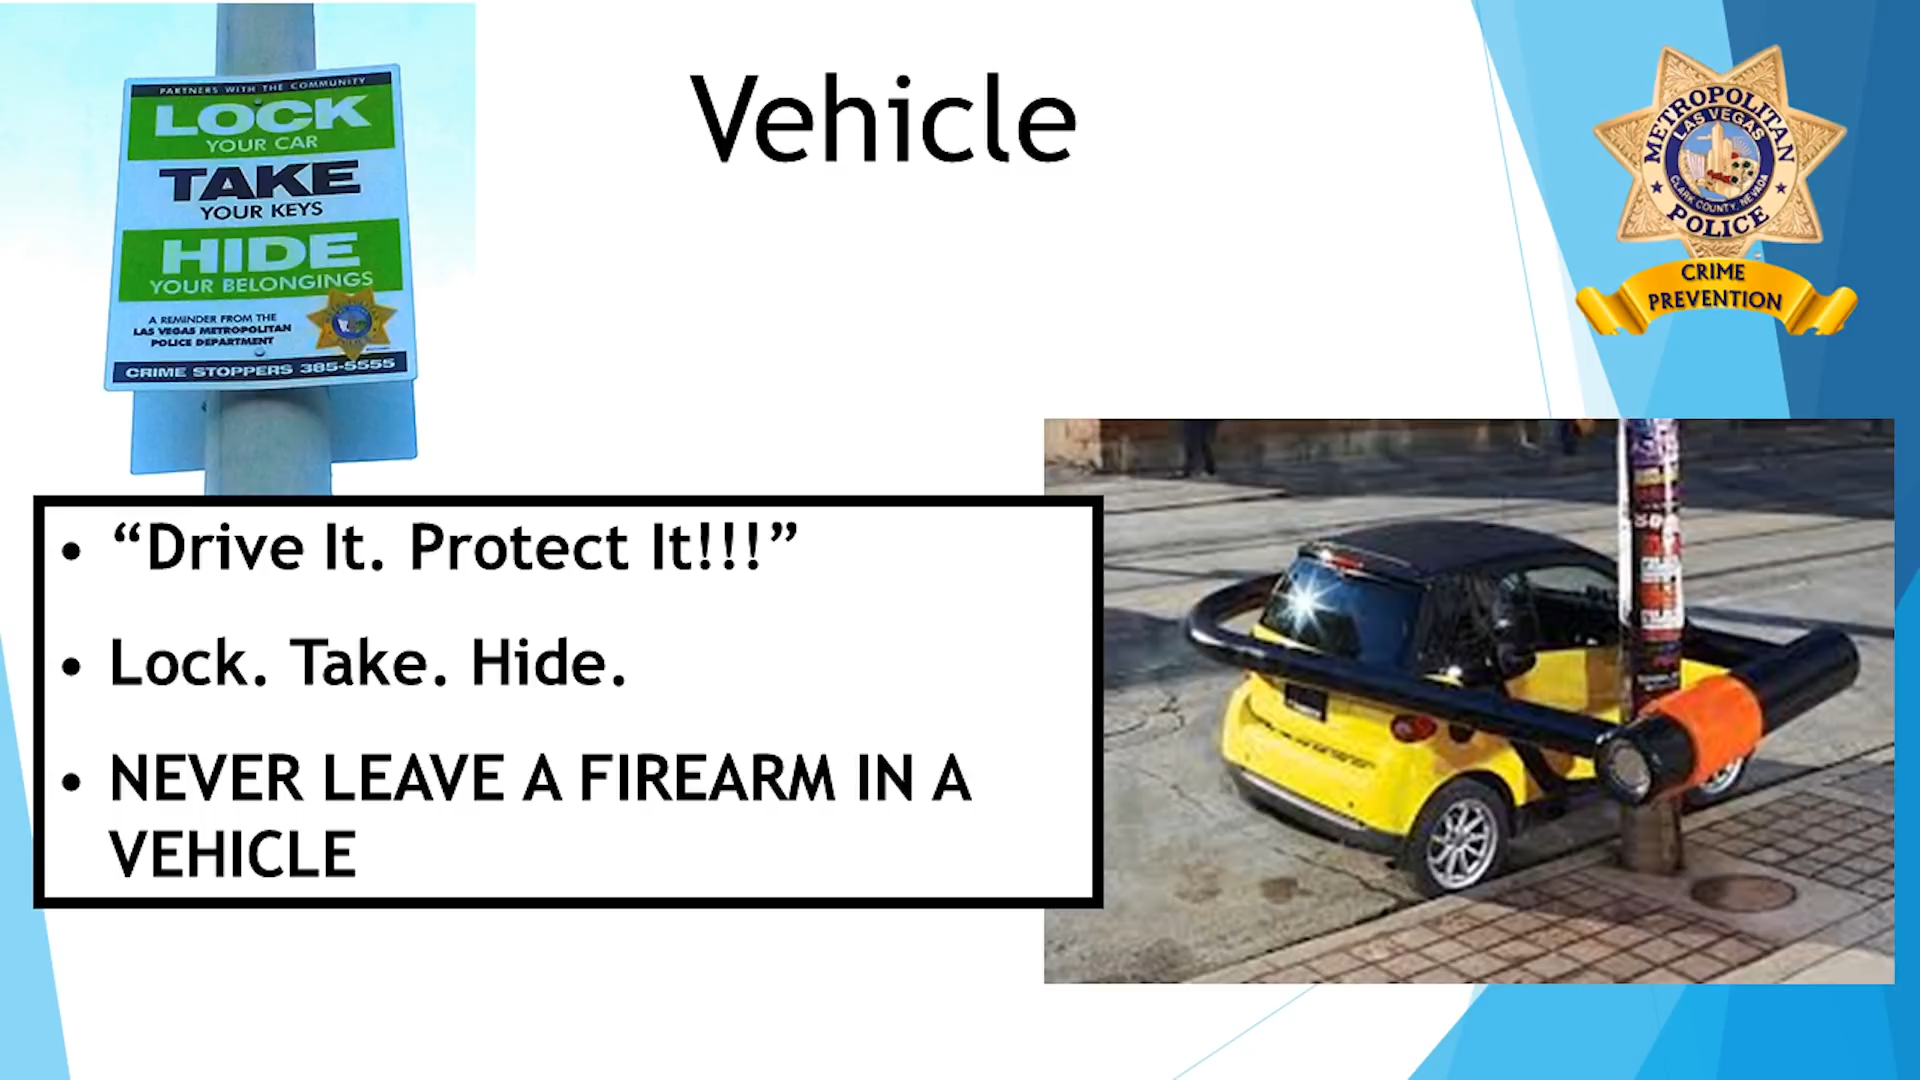 PARTNERS WITH THE COMMUNITY
LOCK
YOUR CAR
TAKE
YOUR KEYS
HIDE
YOUR BELONGINGS
A REMINDER FROM THE
LAS VEGAS METROPOLITAN
POLICE DEPARTMENT
CRIME STOPPERS 385-5555
Vehicle
METROPOLITAN
LAS VEGAS
CLARK COUNTY, NEVADA
POLICE
CRIME
PREVENTION
• “Drive It. Protect It!!!”
• Lock. Take. Hide.
• NEVER LEAVE A FIREARM IN A
VEHICLE